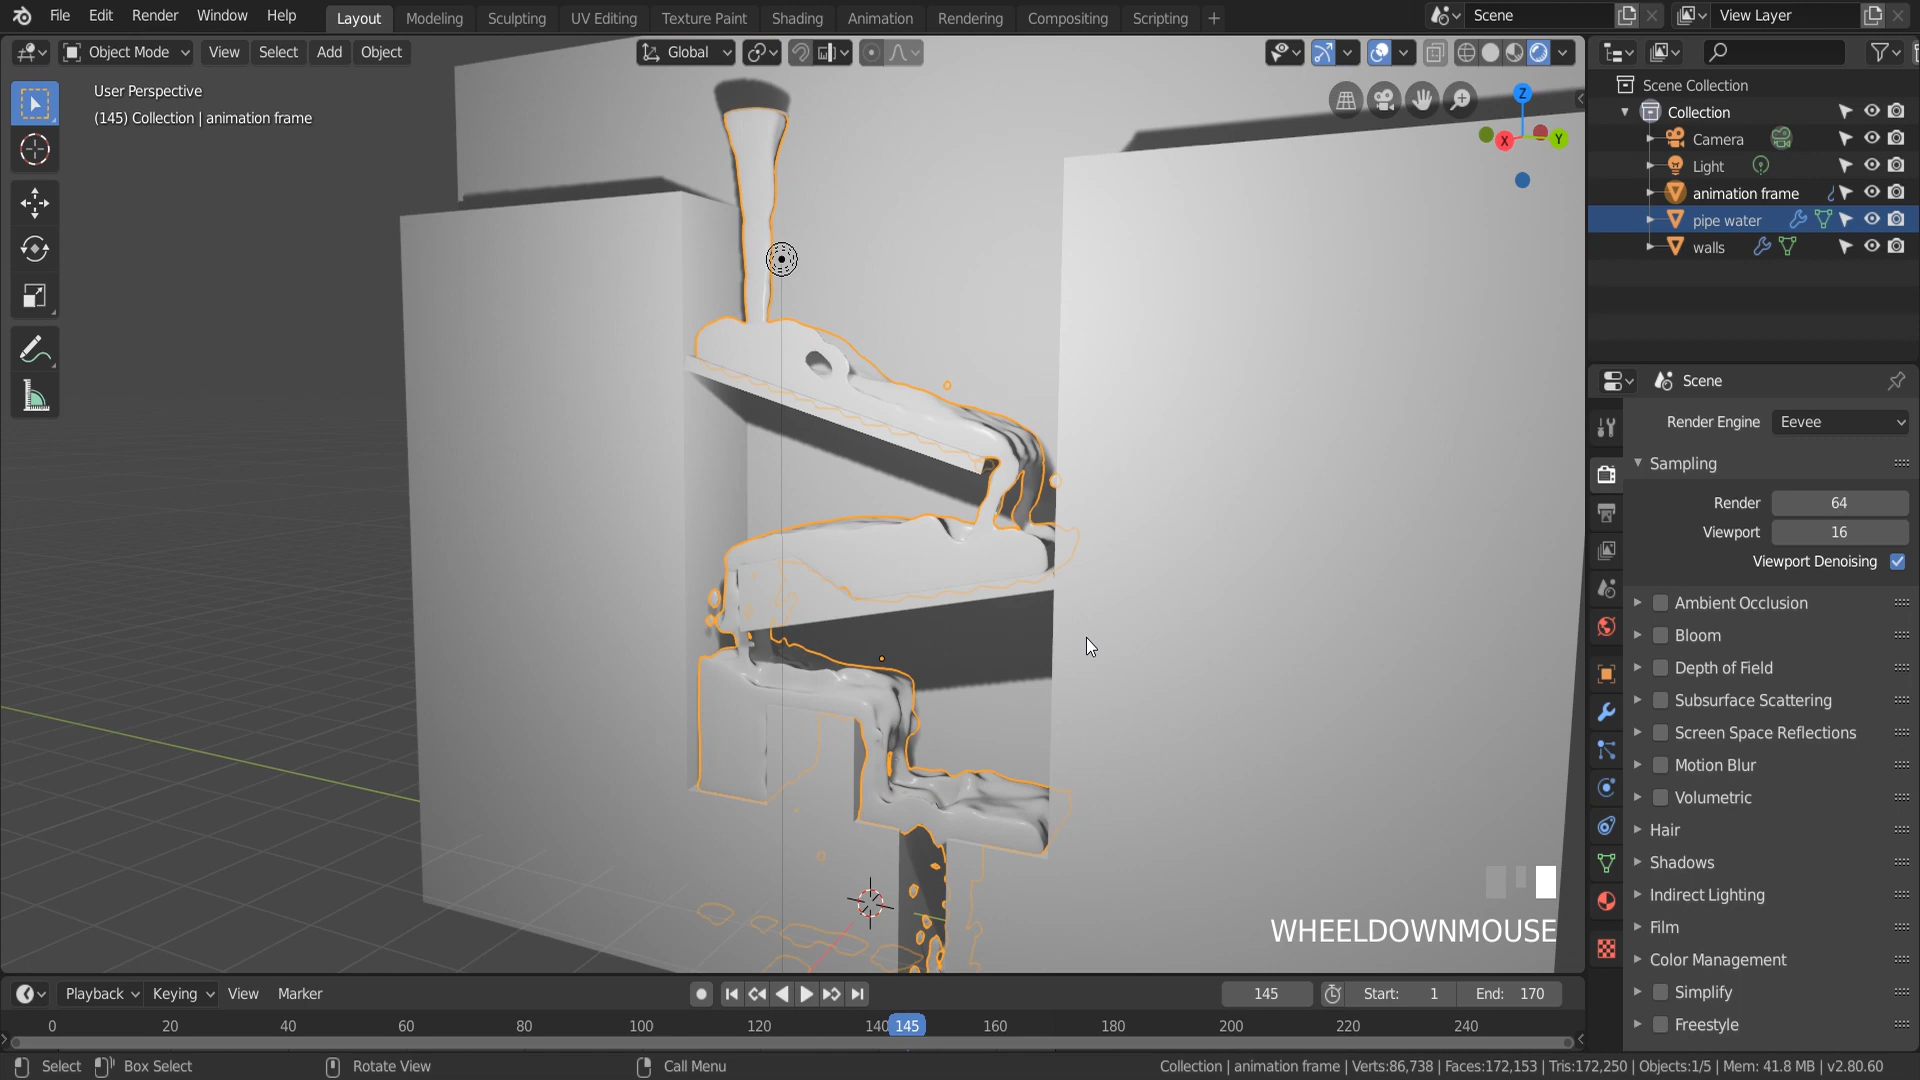 File Edit Render Window Help Layout Modeling Sculpting UV Editing Texture Paint Shading Animation Rendering Compositing Scripting + Scene View Layer
Object Mode View Select Add Object Global
User Perspective
(145) Collection | animation frame
Z
X
Y
Scene Collection
Collection
Camera
Light
animation frame
pipe water
walls
Scene
Render Engine Eevee
Sampling
Render 64
Viewport 16
Viewport Denoising
Ambient Occlusion
Bloom
Depth of Field
Subsurface Scattering
Screen Space Reflections
Motion Blur
Volumetric
Hair
Shadows
Indirect Lighting
Film
Color Management
Simplify
Freestyle
WHEELDOWNMOUSE
Playback Keying View Marker 145 Start: 1 End: 170
0 20 40 60 80 100 120 140 145 160 180 200 220 240
Select Box Select Rotate View Call Menu Collection | animation frame | Verts:86,738 | Faces:172,153 | Tris:172,250 | Objects:1/5 | Mem: 41.8 MB | v2.80.60